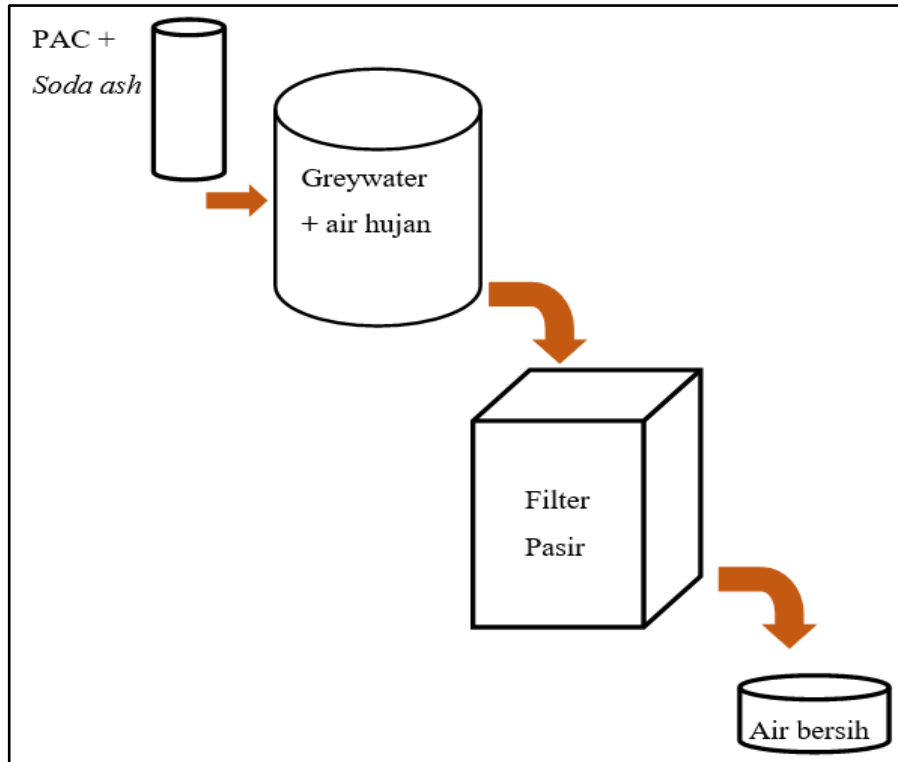 PAC +
Soda ash
Greywater
+ air hujan
Filter
Pasir
Air bersih